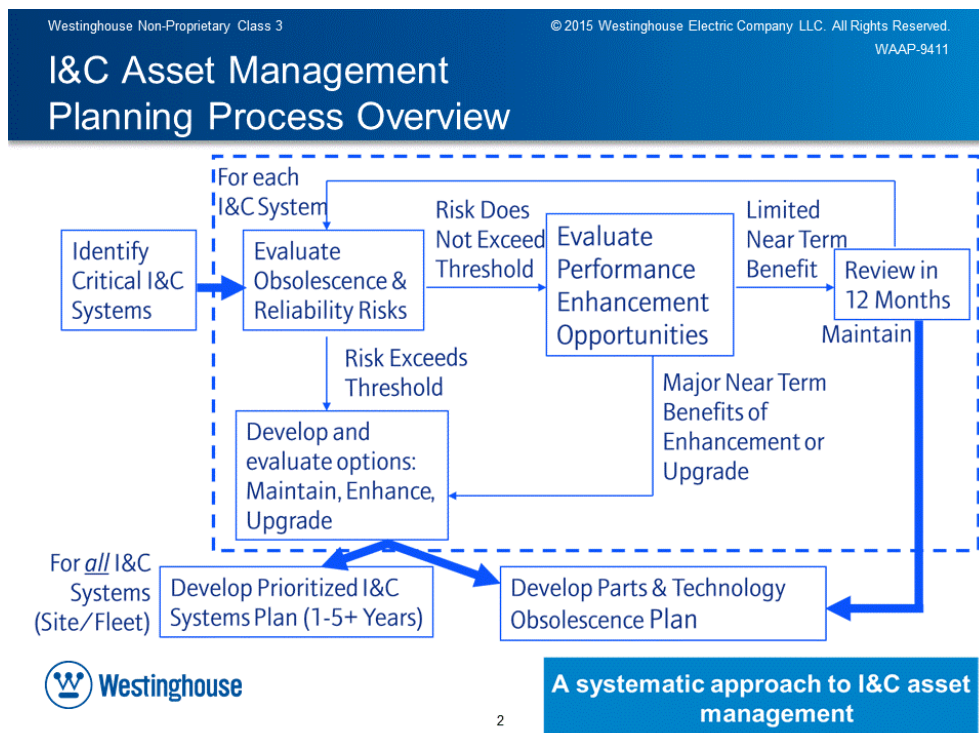 Westinghouse Non-Proprietary Class 3
© 2015 Westinghouse Electric Company LLC. All Rights Reserved.
WAAP-9411
I&C Asset Management
Planning Process Overview
For each
I&C System
Identify
Critical I&C
Systems
Evaluate
Obsolescence &
Reliability Risks
Risk Does
Not Exceed
Threshold
Evaluate
Performance
Enhancement
Opportunities
Limited
Near Term
Benefit
Review in
12 Months
Maintain
Risk Exceeds
Threshold
Major Near Term
Benefits of
Enhancement or
Upgrade
Develop and
evaluate options:
Maintain, Enhance,
Upgrade
For all I&C
Systems
(Site/Fleet)
Develop Prioritized I&C
Systems Plan (1-5+ Years)
Develop Parts & Technology
Obsolescence Plan
Westinghouse
2
A systematic approach to I&C asset
management